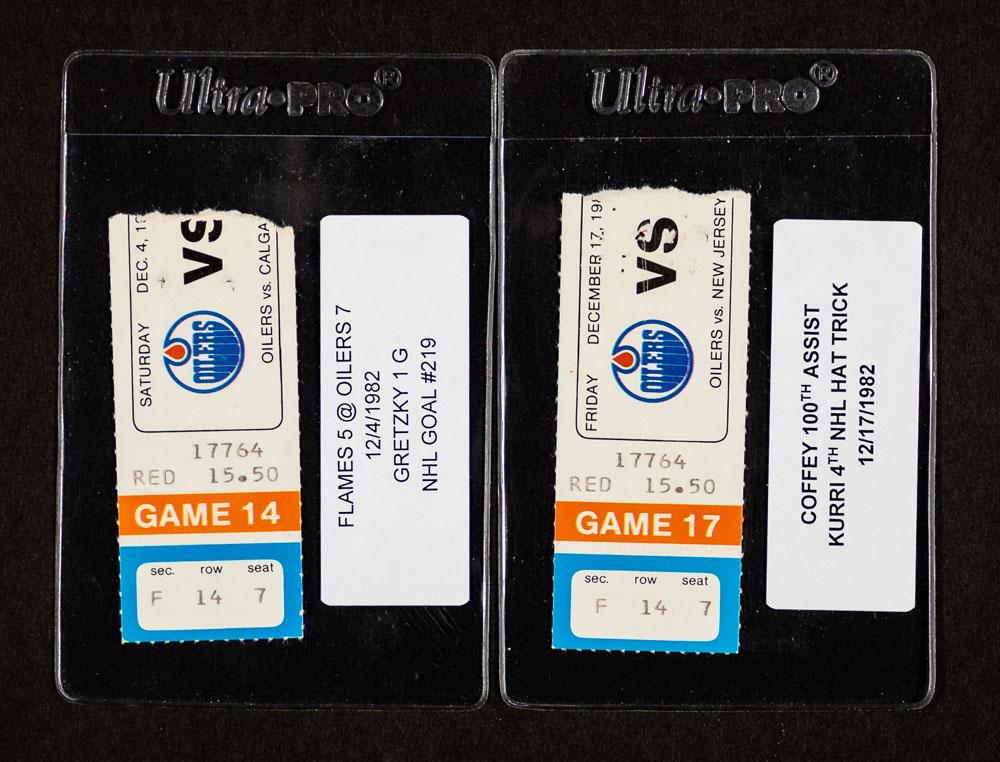 Ultra•PRO®
SATURDAY DEC. 4, 19
VS
OILERS
OILERS vs. CALGA
17764
RED 15.50
GAME 14
sec. row seat
F 14 7
FLAMES 5 @ OILERS 7
12/4/1982
GRETZKY 1 G
NHL GOAL #219
Ultra•PRO®
FRIDAY DECEMBER 17, 19
VS
OILERS
OILERS vs. NEW JERSEY
17764
RED 15.50
GAME 17
sec. row seat
F 14 7
COFFEY 100TH ASSIST
KURRI 4TH NHL HAT TRICK
12/17/1982